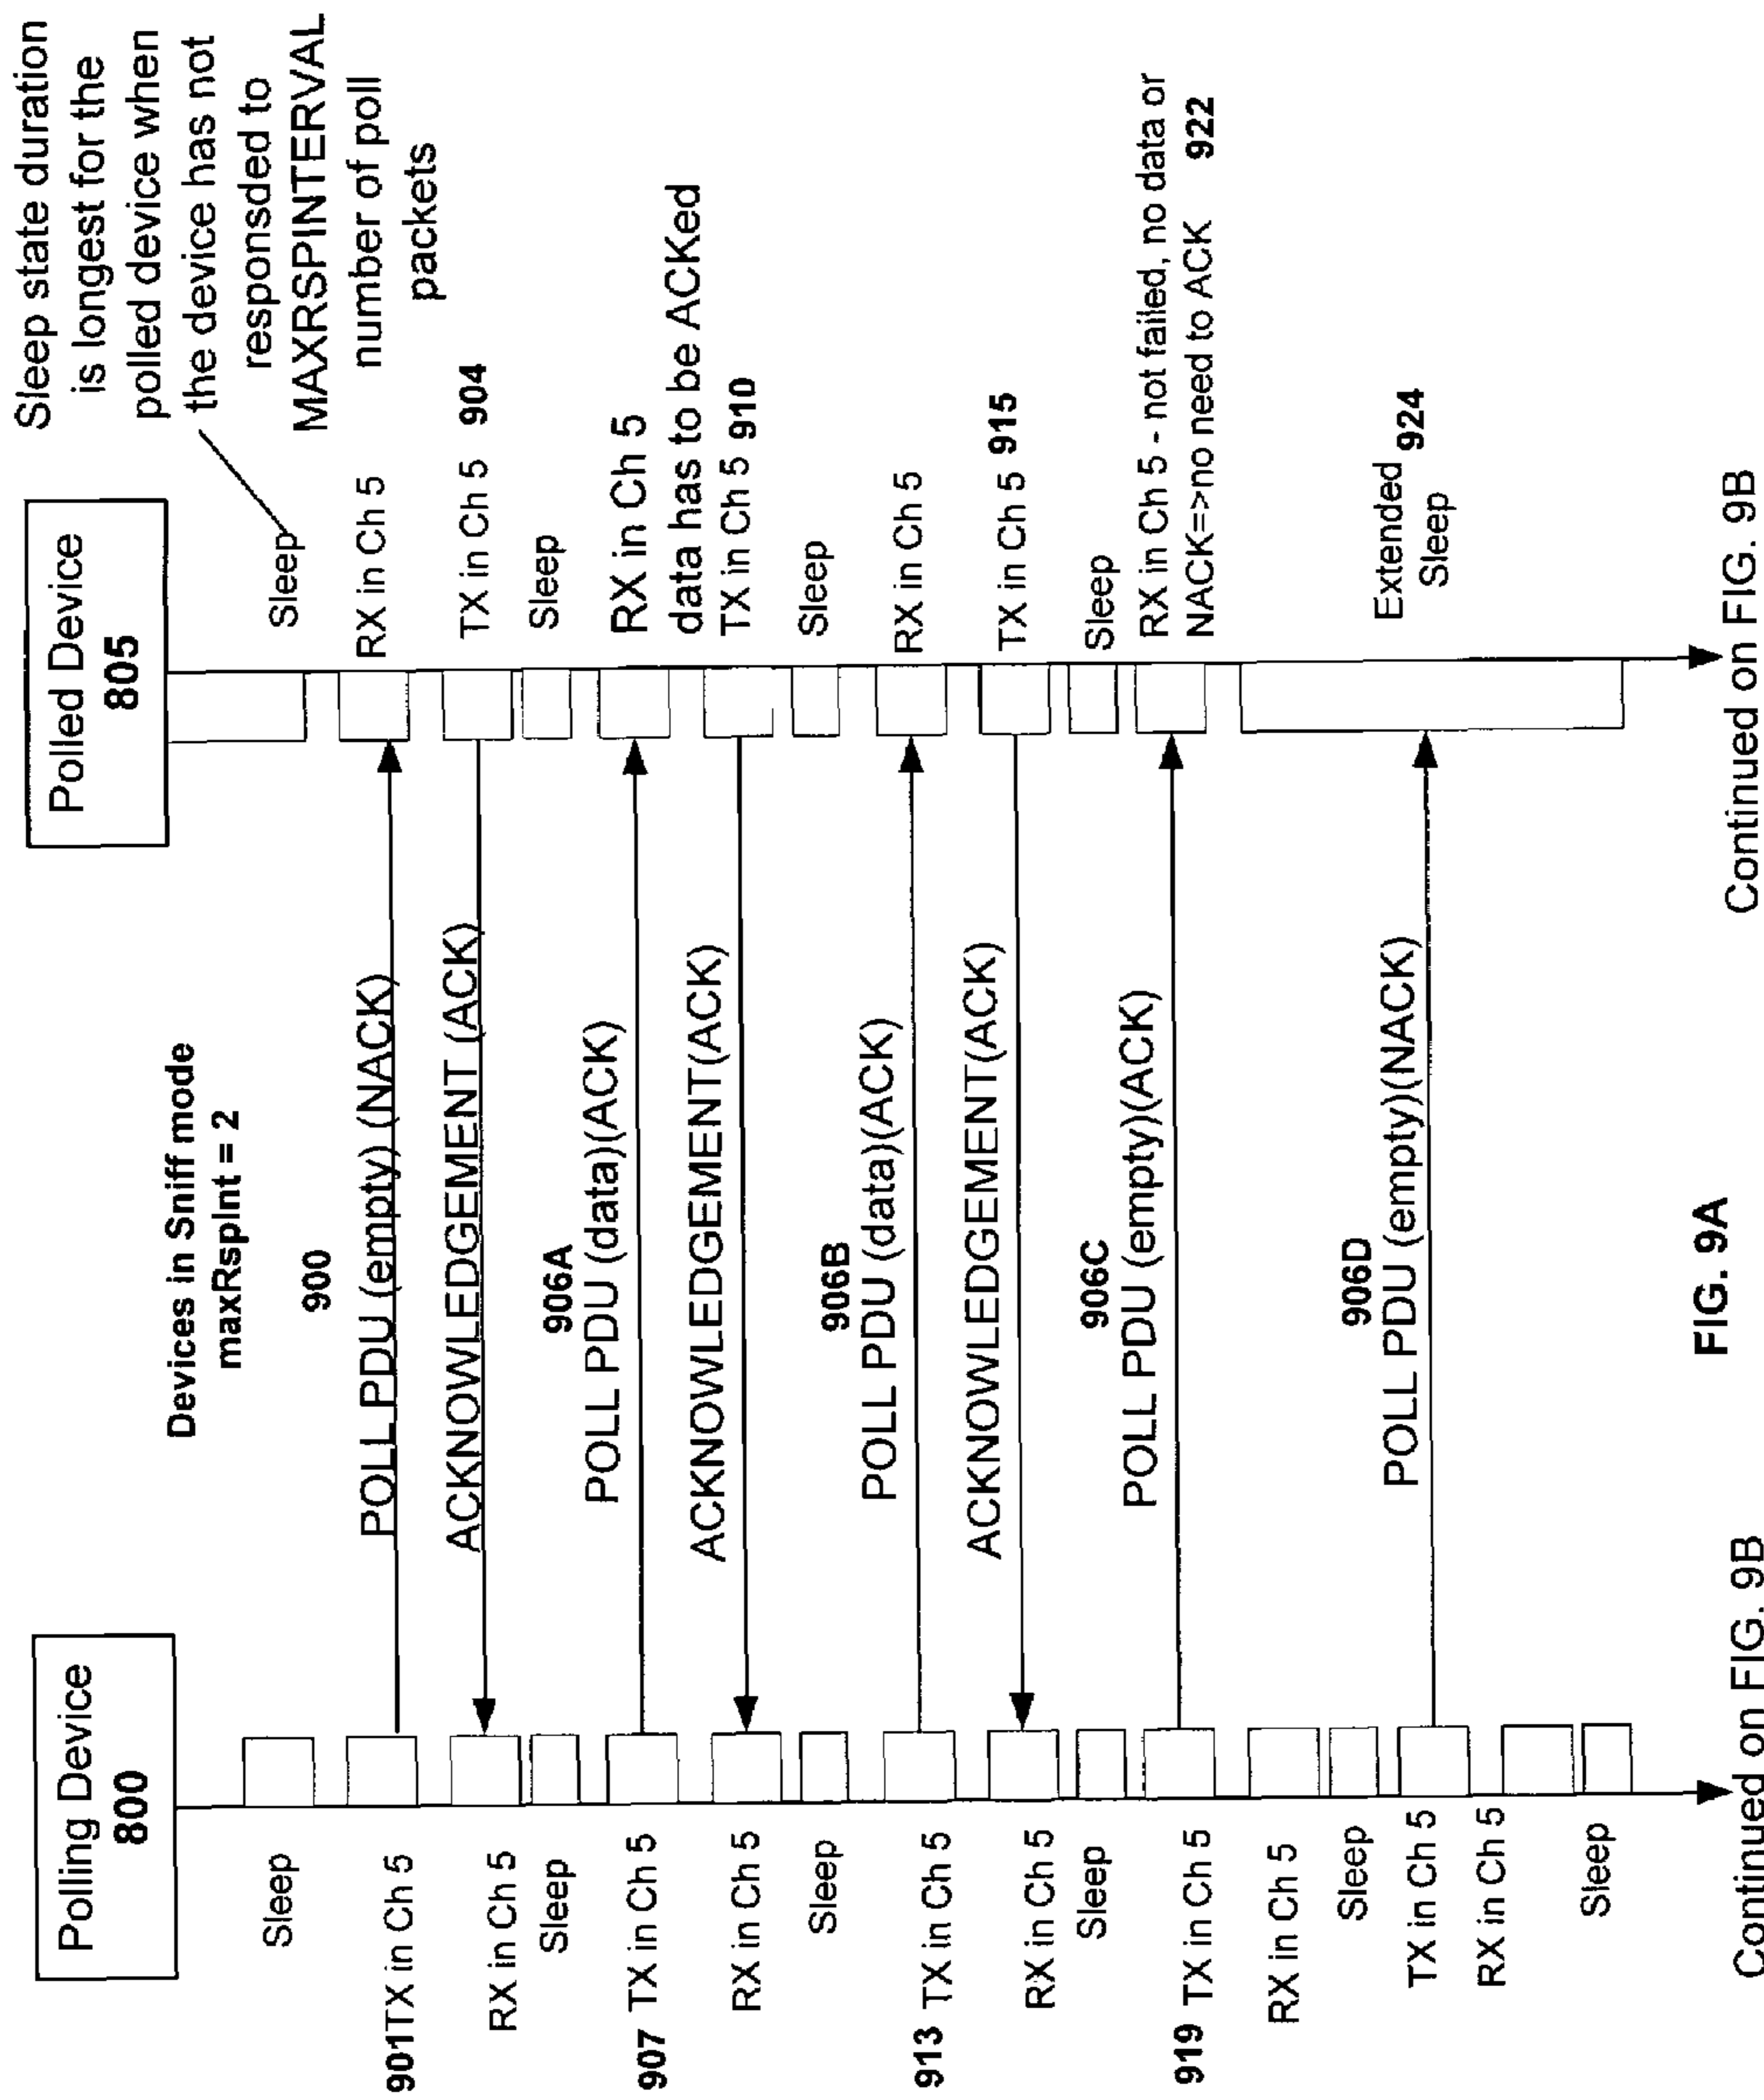 Polling Device
800
Polled Device
805
Sleep state duration
is longest for the
polled device when
the device has not
responsded to
MAXRSPINTERVAL
number of poll
packets
Devices in Sniff mode
maxRspInt = 2
Sleep
Sleep
900
901TX in Ch 5
POLL PDU (empty) (NACK)
RX in Ch 5
RX in Ch 5
ACKNOWLEDGEMENT (ACK)
TX in Ch 5 904
Sleep
Sleep
906A
907 TX in Ch 5
POLL PDU (data)(ACK)
RX in Ch 5
data has to be ACKed
RX in Ch 5
ACKNOWLEDGEMENT(ACK)
TX in Ch 5 910
Sleep
Sleep
906B
913 TX in Ch 5
POLL PDU (data)(ACK)
RX in Ch 5
RX in Ch 5
ACKNOWLEDGEMENT(ACK)
TX in Ch 5 915
Sleep
Sleep
906C
919 TX in Ch 5
POLL PDU (empty)(ACK)
RX in Ch 5 - not failed, no data or
NACK=>no need to ACK 922
RX in Ch 5
Sleep
906D
TX in Ch 5
POLL PDU (empty)(NACK)
Extended
Sleep
924
RX in Ch 5
Sleep
Continued on FIG. 9B
FIG. 9A
Continued on FIG. 9B